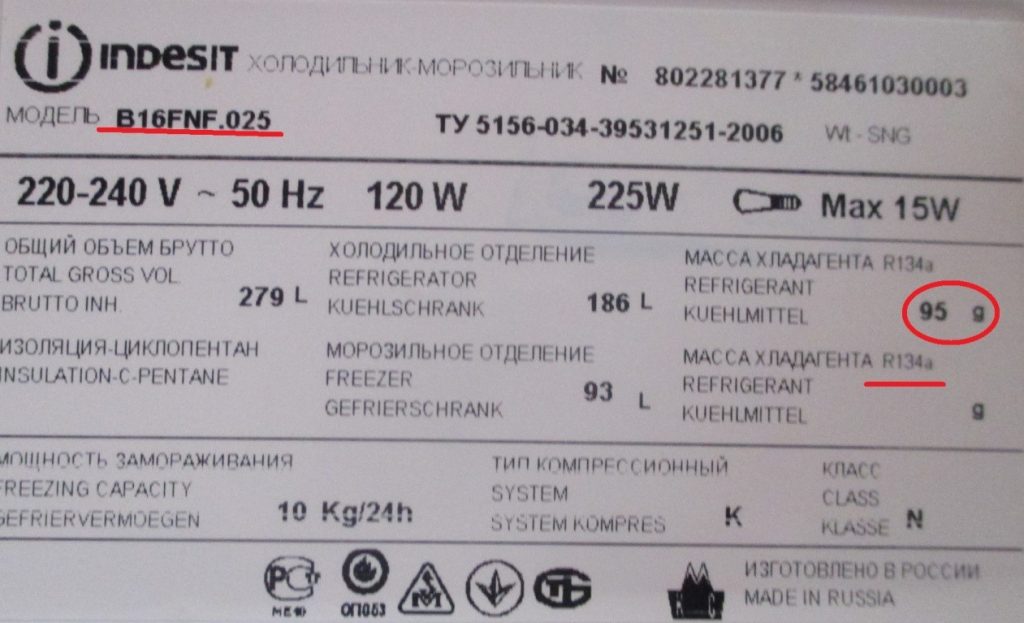 INDESIT ХОЛОДИЛЬНИК-МОРОЗИЛЬНИК № 802281377 * 58461030003
МОДЕЛЬ B16FNF.025 ТУ 5156-034-39531251-2006 Wt - SNG
220-240 V ~ 50 Hz 120 W 225W Max 15W
ОБЩИЙ ОБЪЕМ БРУТТО
TOTAL GROSS VOL.
BRUTTO INH. 279 L
ХОЛОДИЛЬНОЕ ОТДЕЛЕНИЕ
REFRIGERATOR
KUEHLSCHRANK 186 L
МАССА ХЛАДАГЕНТА R134a
REFRIGERANT
KUEHLMITTEL 95 g
ИЗОЛЯЦИЯ-ЦИКЛОПЕНТАН
INSULATION-C-PENTANE
МОРОЗИЛЬНОЕ ОТДЕЛЕНИЕ
FREEZER
GEFRIERSCHRANK 93 L
МАССА ХЛАДАГЕНТА R134a
REFRIGERANT
KUEHLMITTEL g
МОЩНОСТЬ ЗАМОРАЖИВАНИЯ
FREEZING CAPACITY
GEFRIERVERMOEGEN 10 Kg/24h
ТИП КОМПРЕССИОННЫЙ
SYSTEM
SYSTEM KOMPRES K
КЛАСС
CLASS
KLASSE N
ОП063
ИЗГОТОВЛЕНО В РОССИИ
MADE IN RUSSIA